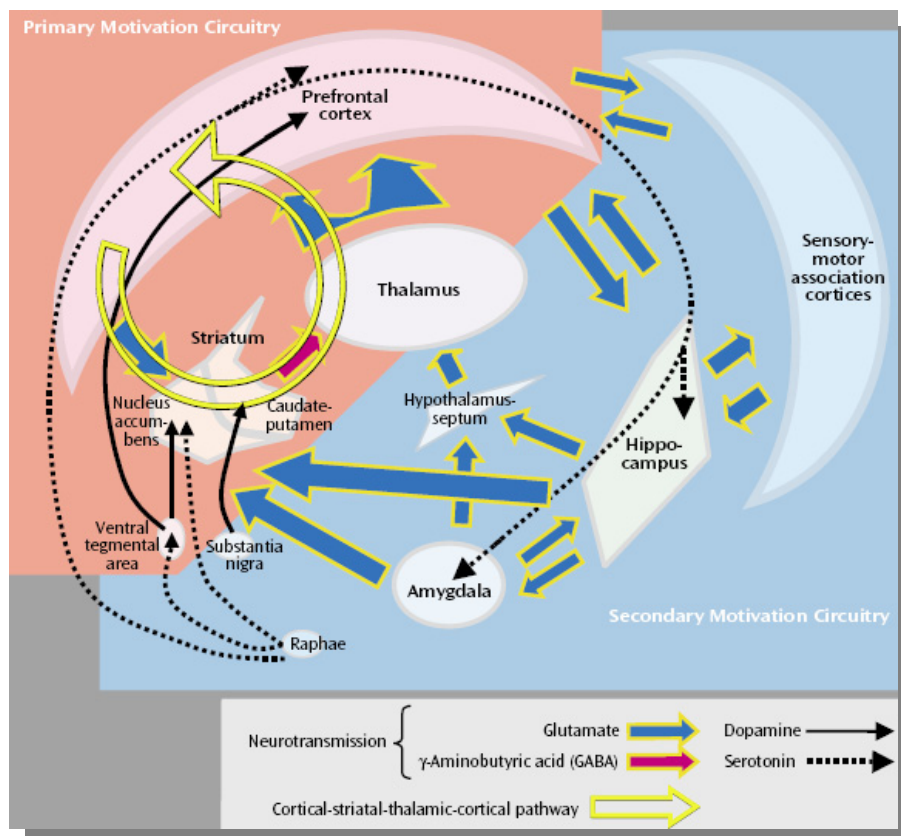 Primary Motivation Circuitry
Prefrontal
cortex
Sensory-
motor
association
cortices
Thalamus
Striatum
Nucleus
accum-
bens
Caudate-
putamen
Hypothalamus-
septum
Hippo-
campus
Ventral
tegmental
area
Substantia
nigra
Amygdala
Raphae
Secondary Motivation Circuitry
Neurotransmission
Glutamate
Dopamine
γ-Aminobutyric acid (GABA)
Serotonin
Cortical-striatal-thalamic-cortical pathway